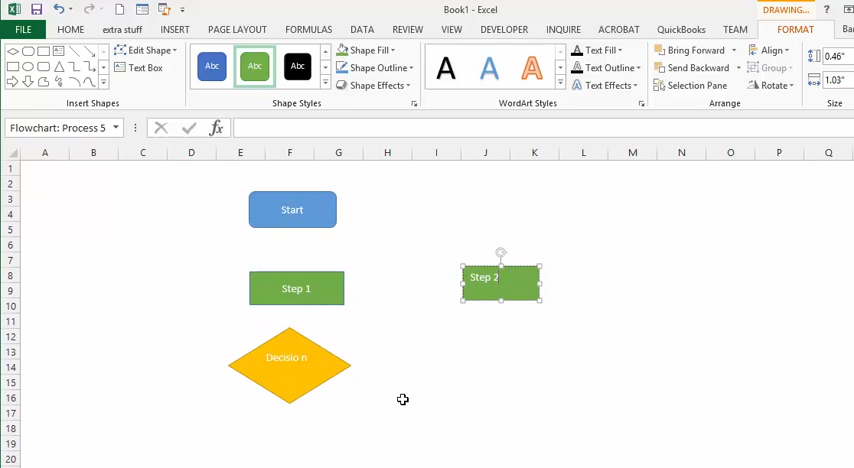 Book1 - Excel
DRAWING...
?
FILE HOME extra stuff INSERT PAGE LAYOUT FORMULAS DATA REVIEW VIEW DEVELOPER INQUIRE ACROBAT QuickBooks TEAM FORMAT Bar
Edit Shape
Text Box
Insert Shapes
Abc Abc Abc
Shape Fill
Shape Outline
Shape Effects
Shape Styles
A A A
Text Fill
Text Outline
Text Effects
WordArt Styles
Bring Forward
Send Backward
Selection Pane
Align
Group
Rotate
Arrange
0.46"
1.03"
Flowchart: Process 5
fx
A B C D E F G H I J K L M N O P Q
1
2
3
4
5
6
7
8
9
10
11
12
13
14
15
16
17
18
19
20
Start
Step 1
Step 2
Decisio n